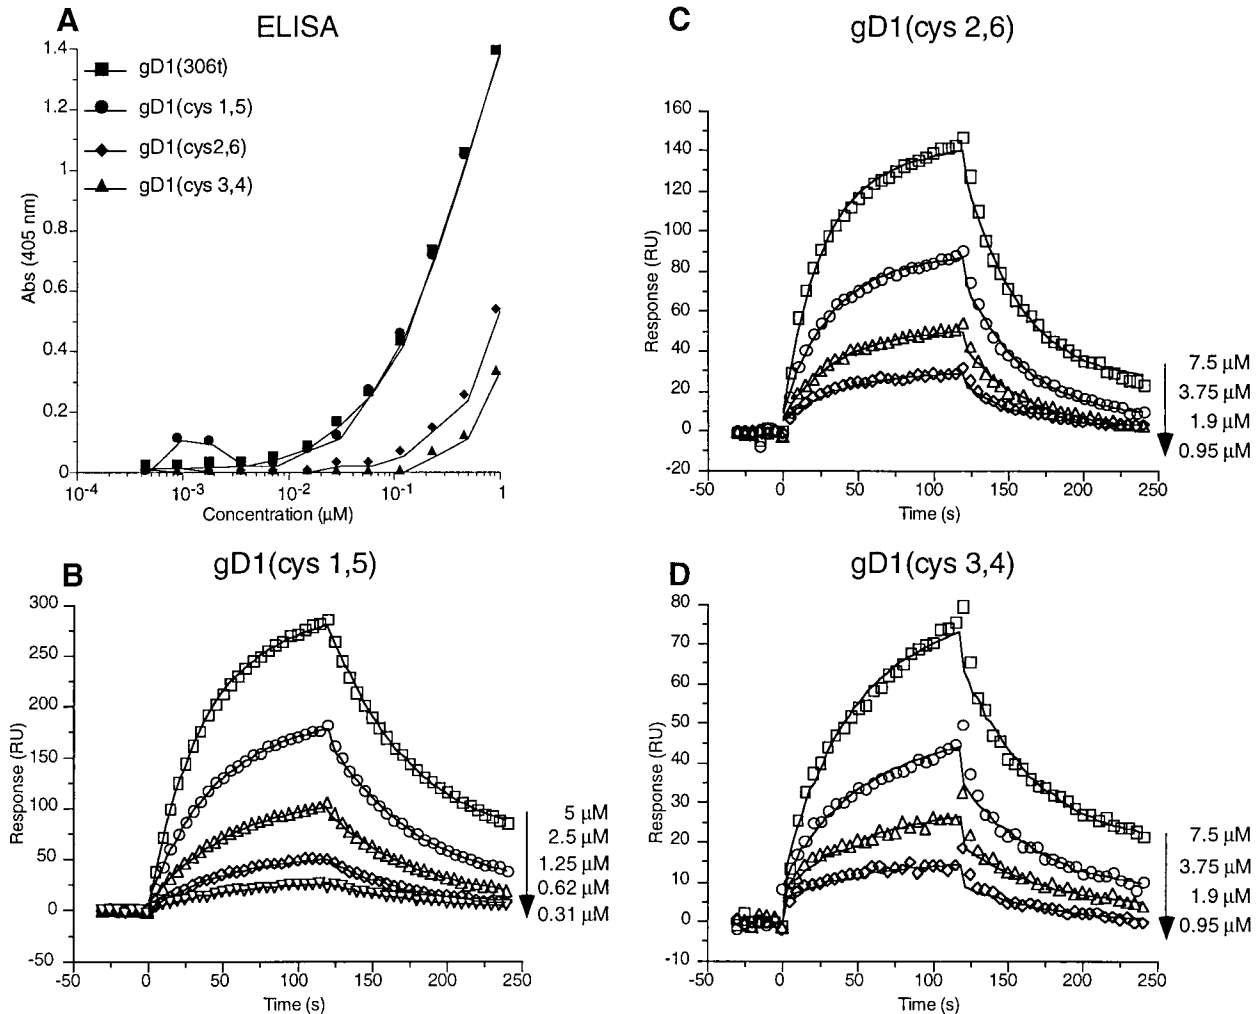 A
ELISA
1.4
1.2
1
0.8
0.6
0.4
0.2
0
Abs (405 nm)
gD1(306t)
gD1(cys 1,5)
gD1(cys2,6)
gD1(cys 3,4)
10-4
10-3
10-2
10-1
1
Concentration (µM)
C
gD1(cys 2,6)
160
140
120
100
80
60
40
20
0
-20
Response (RU)
-50
0
50
100
150
200
250
Time (s)
7.5 µM
3.75 µM
1.9 µM
0.95 µM
B
gD1(cys 1,5)
300
250
200
150
100
50
0
-50
Response (RU)
-50
0
50
100
150
200
250
Time (s)
5 µM
2.5 µM
1.25 µM
0.62 µM
0.31 µM
D
gD1(cys 3,4)
80
70
60
50
40
30
20
10
0
-10
Response (RU)
-50
0
50
100
150
200
250
Time (s)
7.5 µM
3.75 µM
1.9 µM
0.95 µM